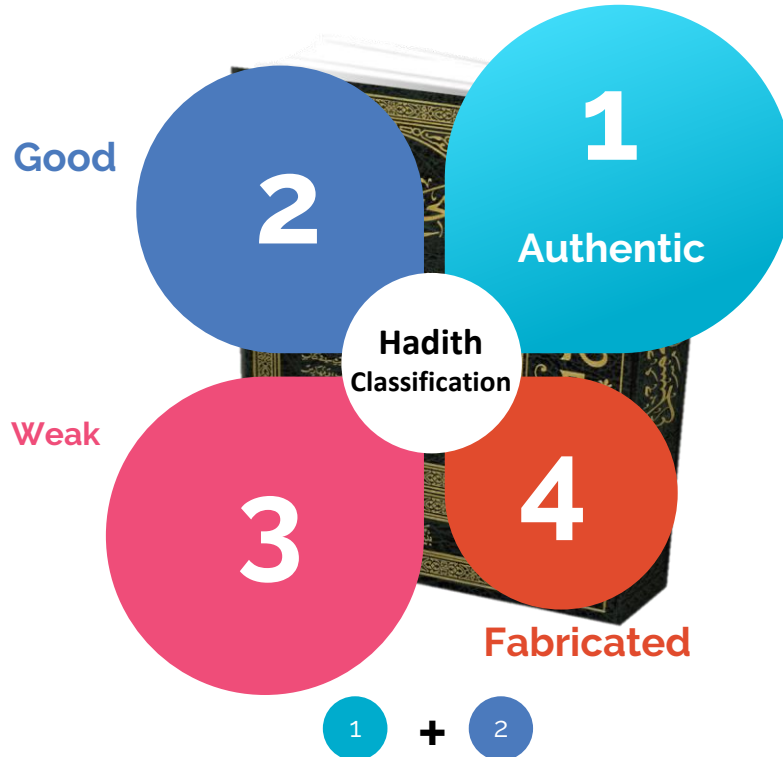 1
Authentic
Good
2
Hadith
Classification
Weak
3
4
Fabricated
1 + 2